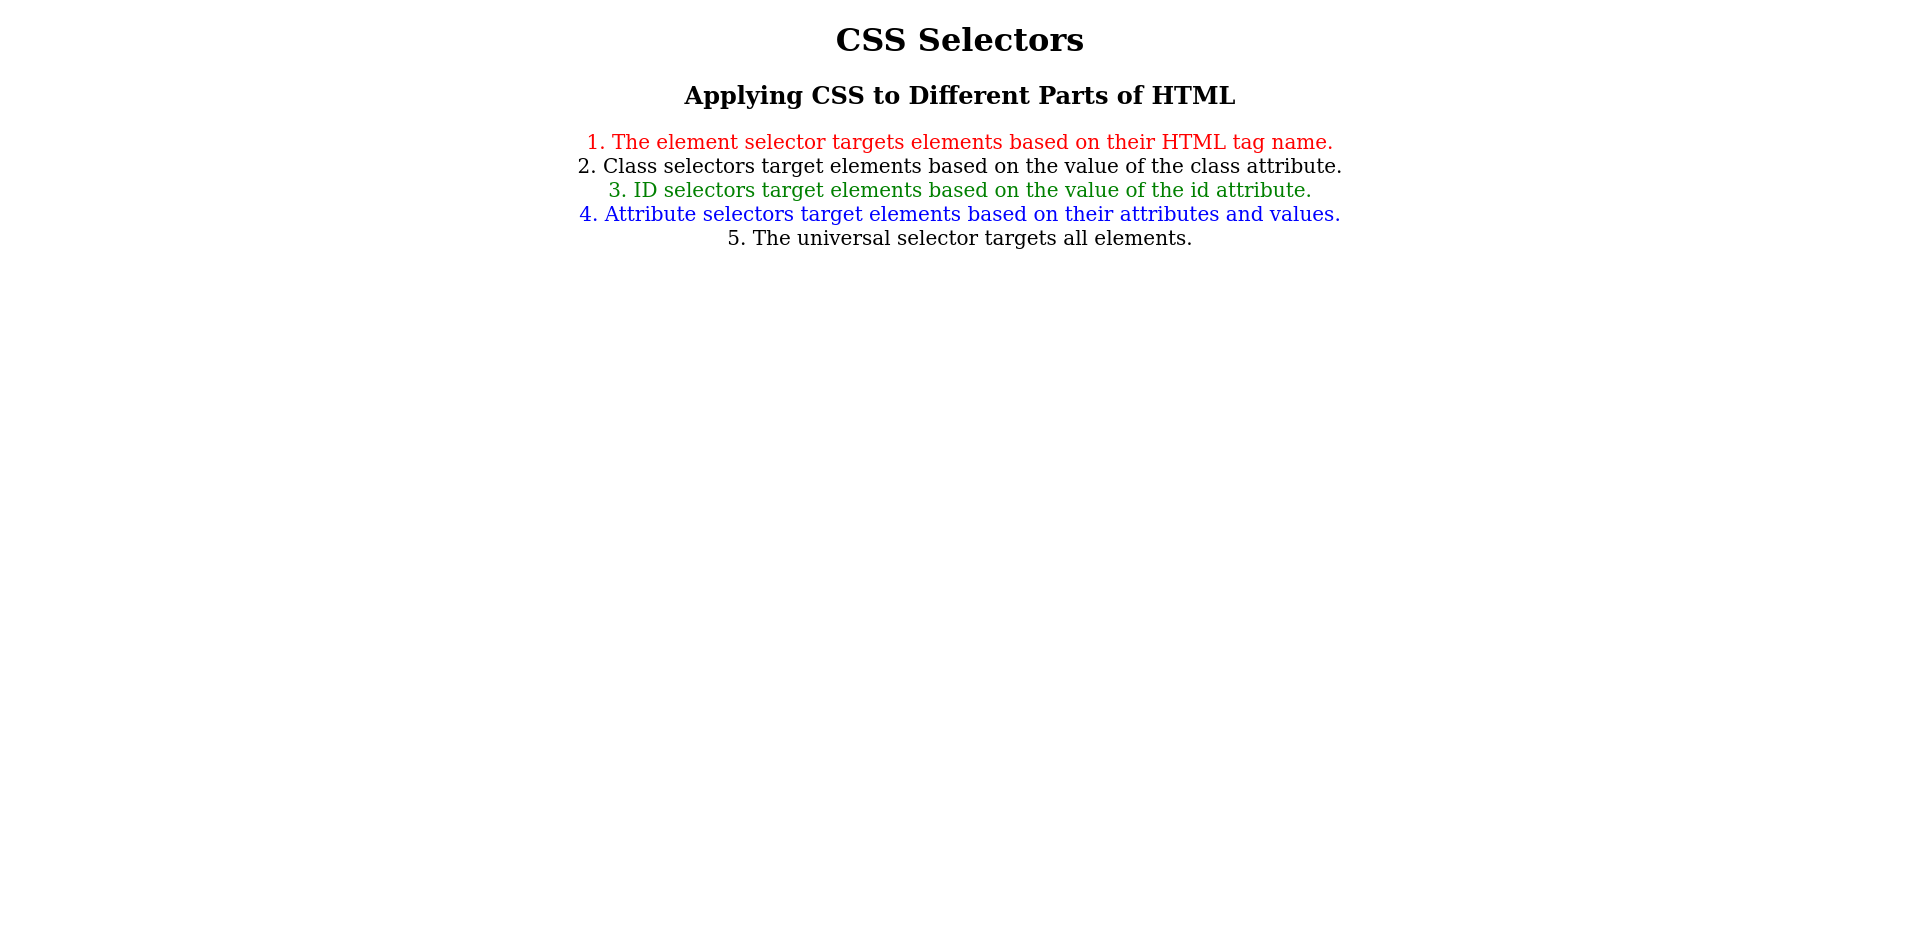 CSS Selectors
Applying CSS to Different Parts of HTML
1. The element selector targets elements based on their HTML tag name.
2. Class selectors target elements based on the value of the class attribute.
3. ID selectors target elements based on the value of the id attribute.
4. Attribute selectors target elements based on their attributes and values.
5. The universal selector targets all elements.